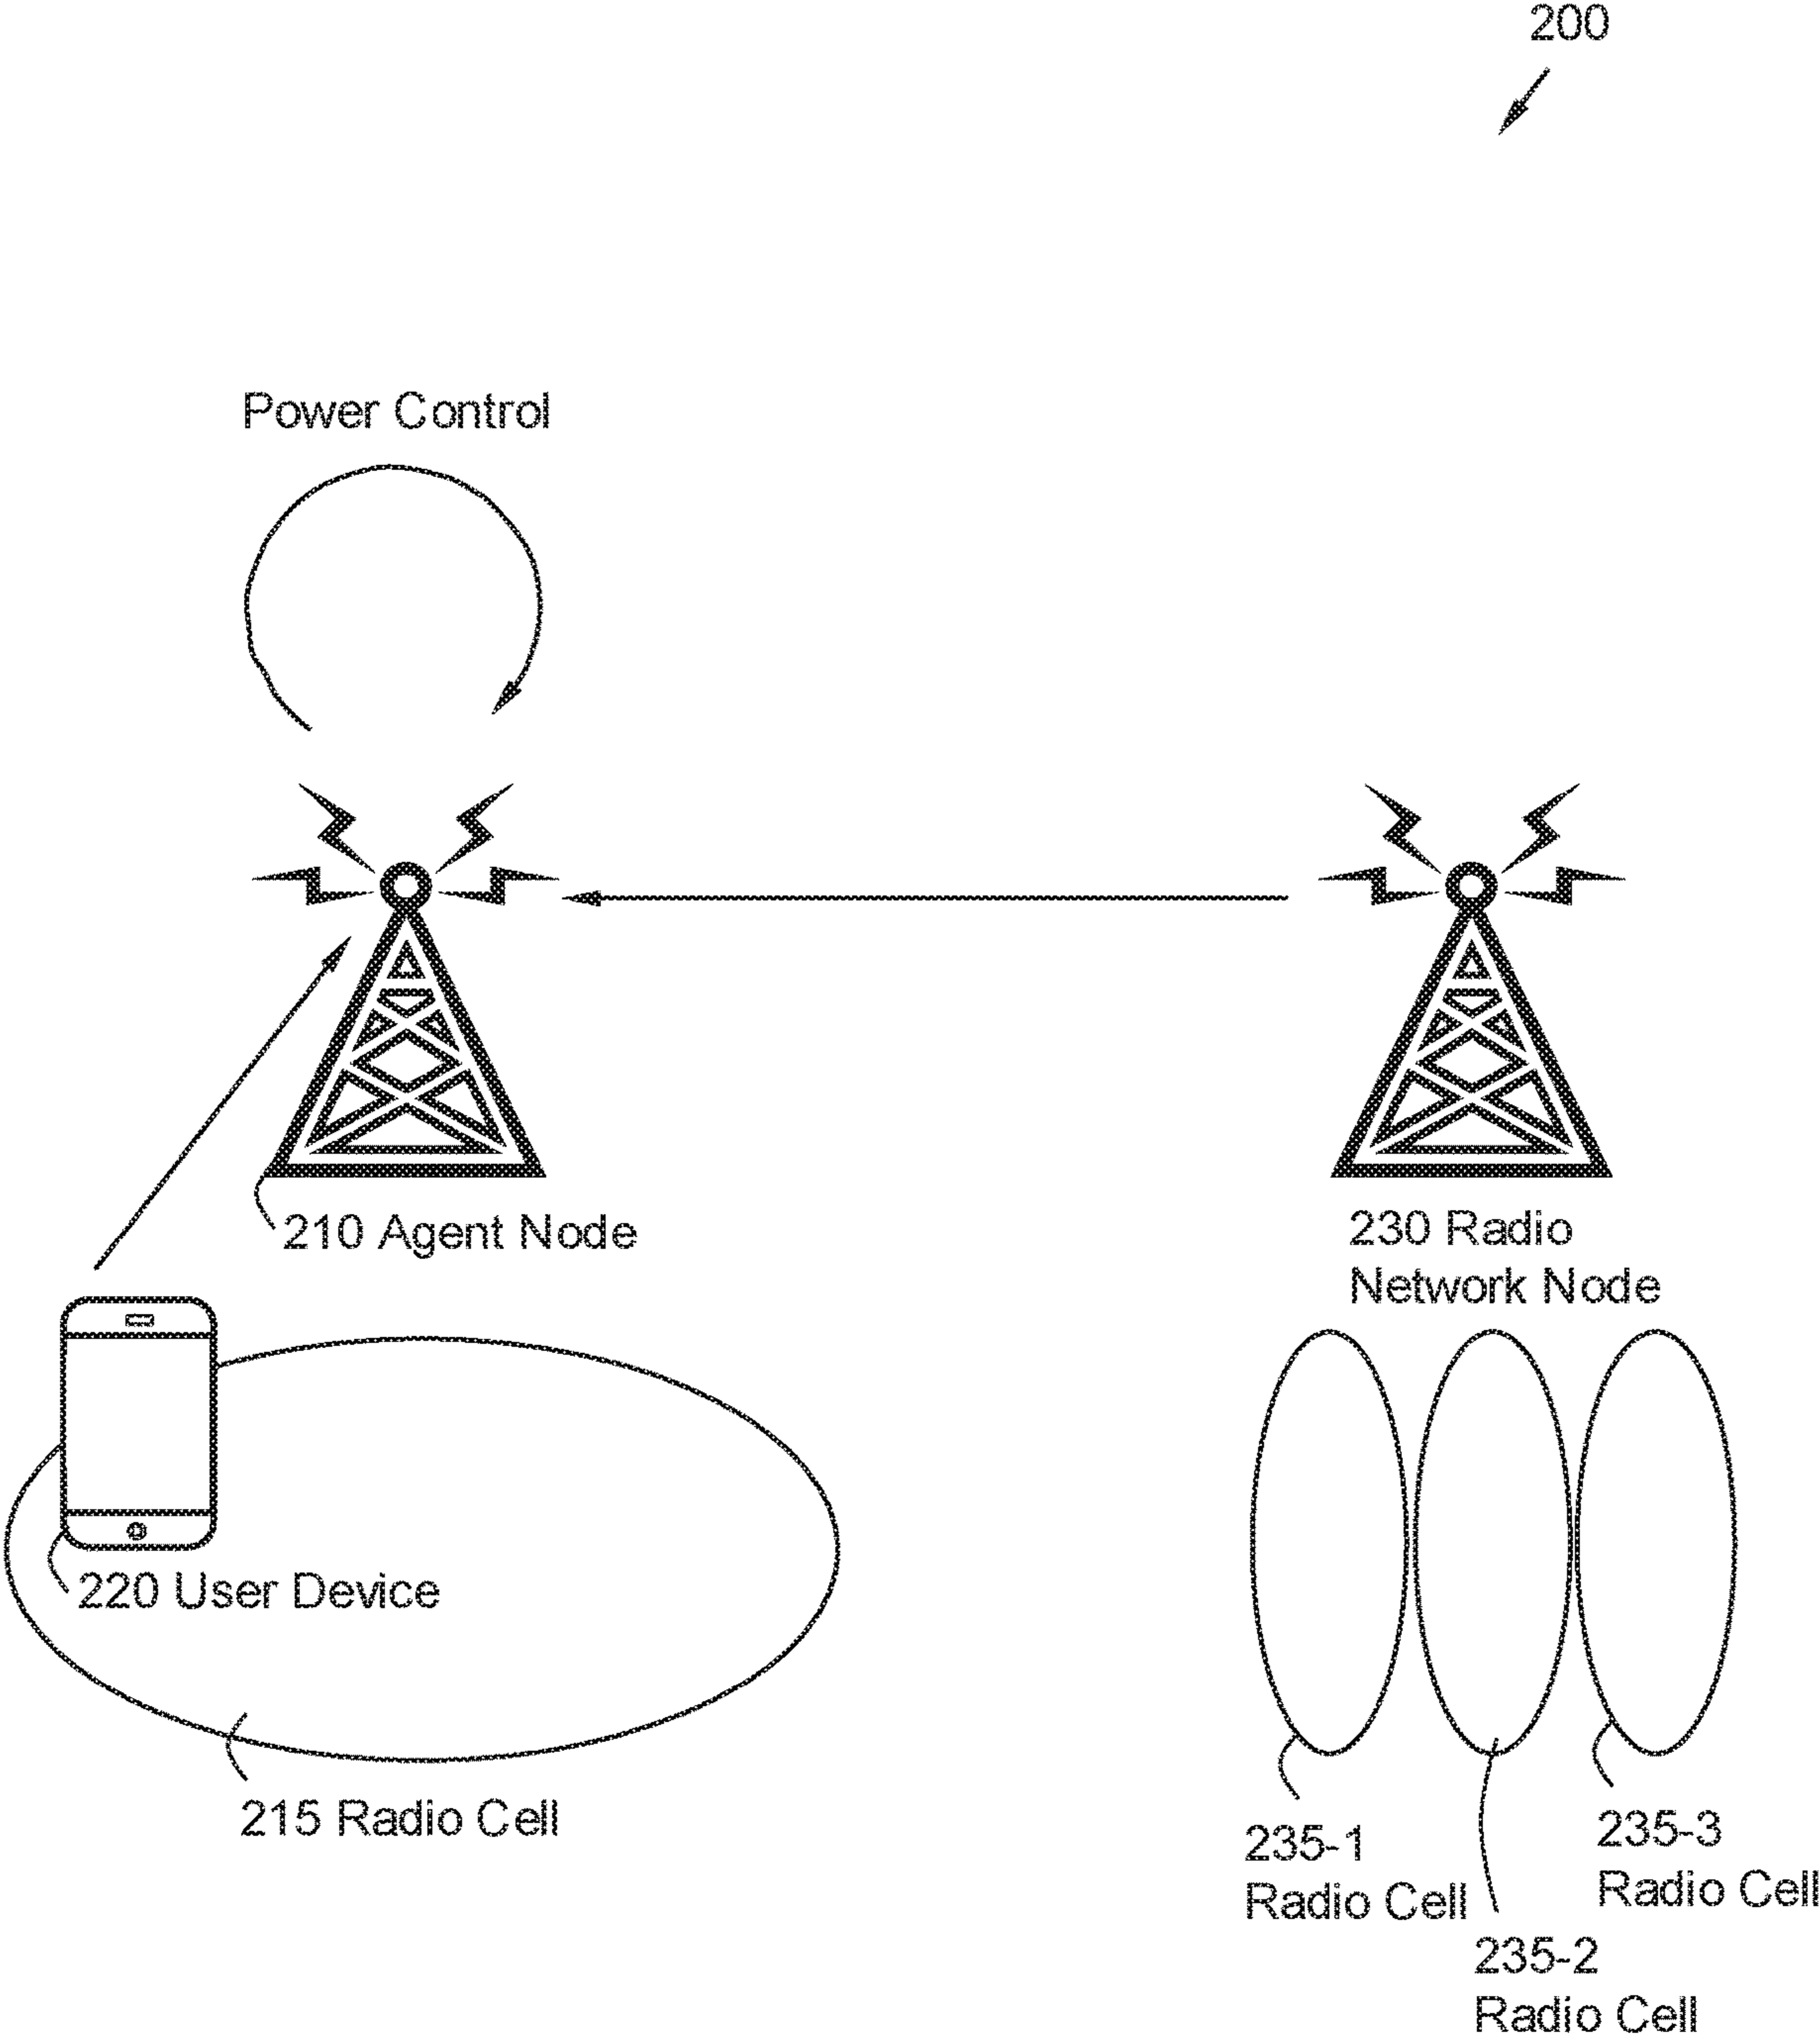 200
Power Control
210 Agent Node
230 Radio
Network Node
220 User Device
215 Radio Cell
235-1
Radio Cell
235-3
Radio Cell
235-2
Radio Cell